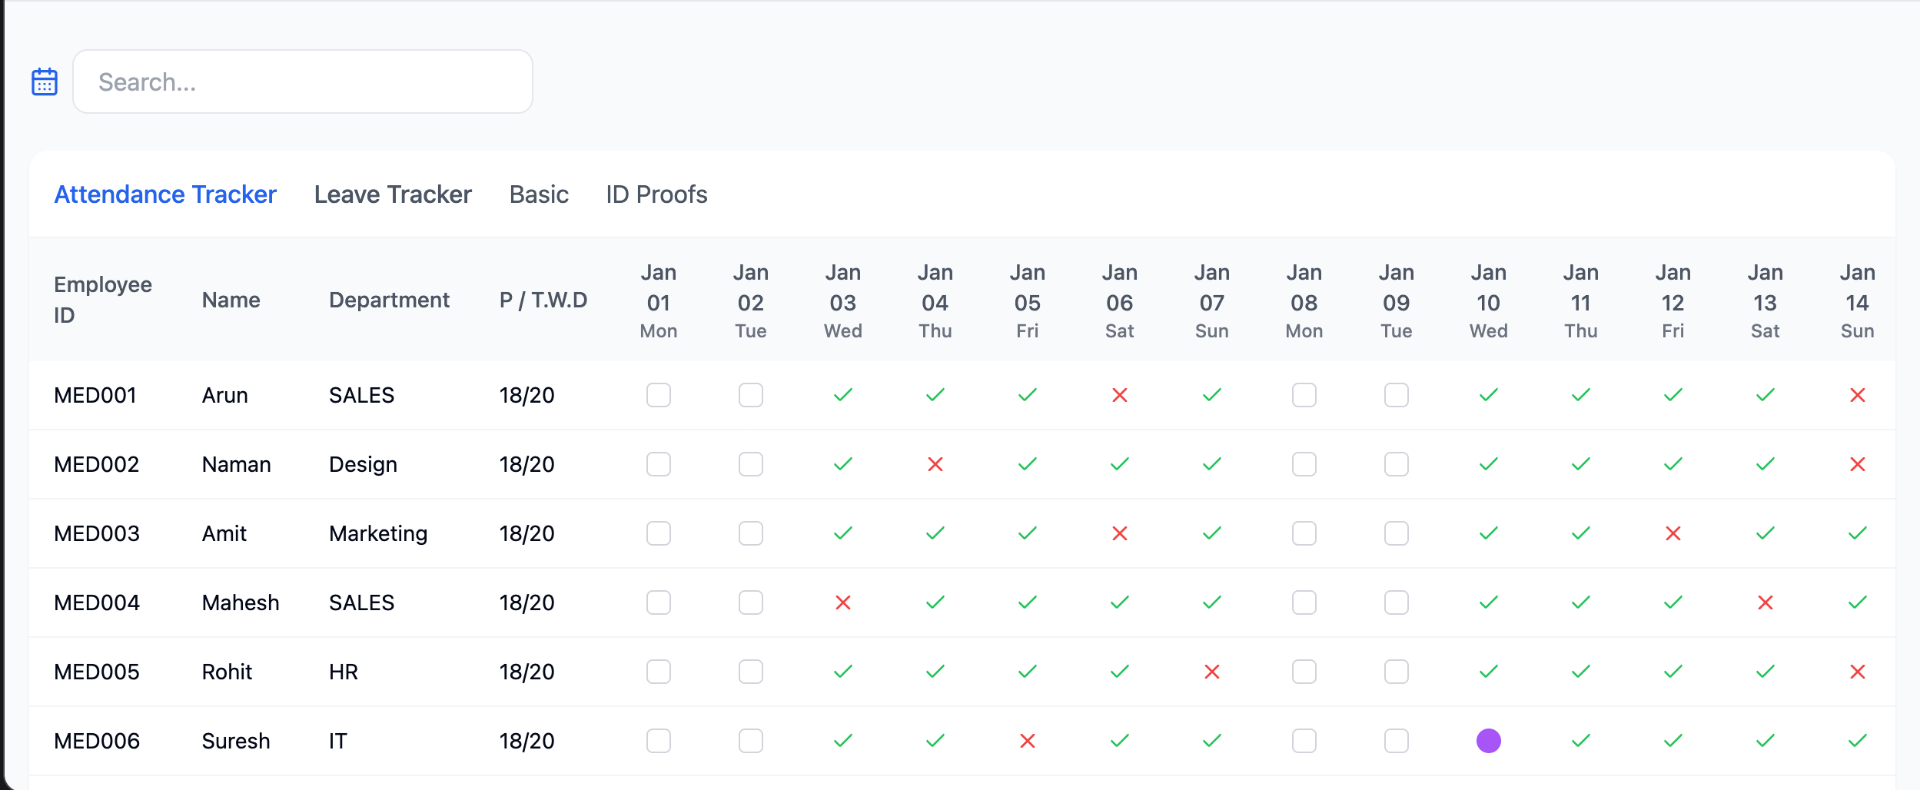 Search...
Attendance Tracker Leave Tracker Basic ID Proofs
Employee ID Name Department P / T.W.D Jan 01 Mon Jan 02 Tue Jan 03 Wed Jan 04 Thu Jan 05 Fri Jan 06 Sat Jan 07 Sun Jan 08 Mon Jan 09 Tue Jan 10 Wed Jan 11 Thu Jan 12 Fri Jan 13 Sat Jan 14 Sun
MED001 Arun SALES 18/20
MED002 Naman Design 18/20
MED003 Amit Marketing 18/20
MED004 Mahesh SALES 18/20
MED005 Rohit HR 18/20
MED006 Suresh IT 18/20